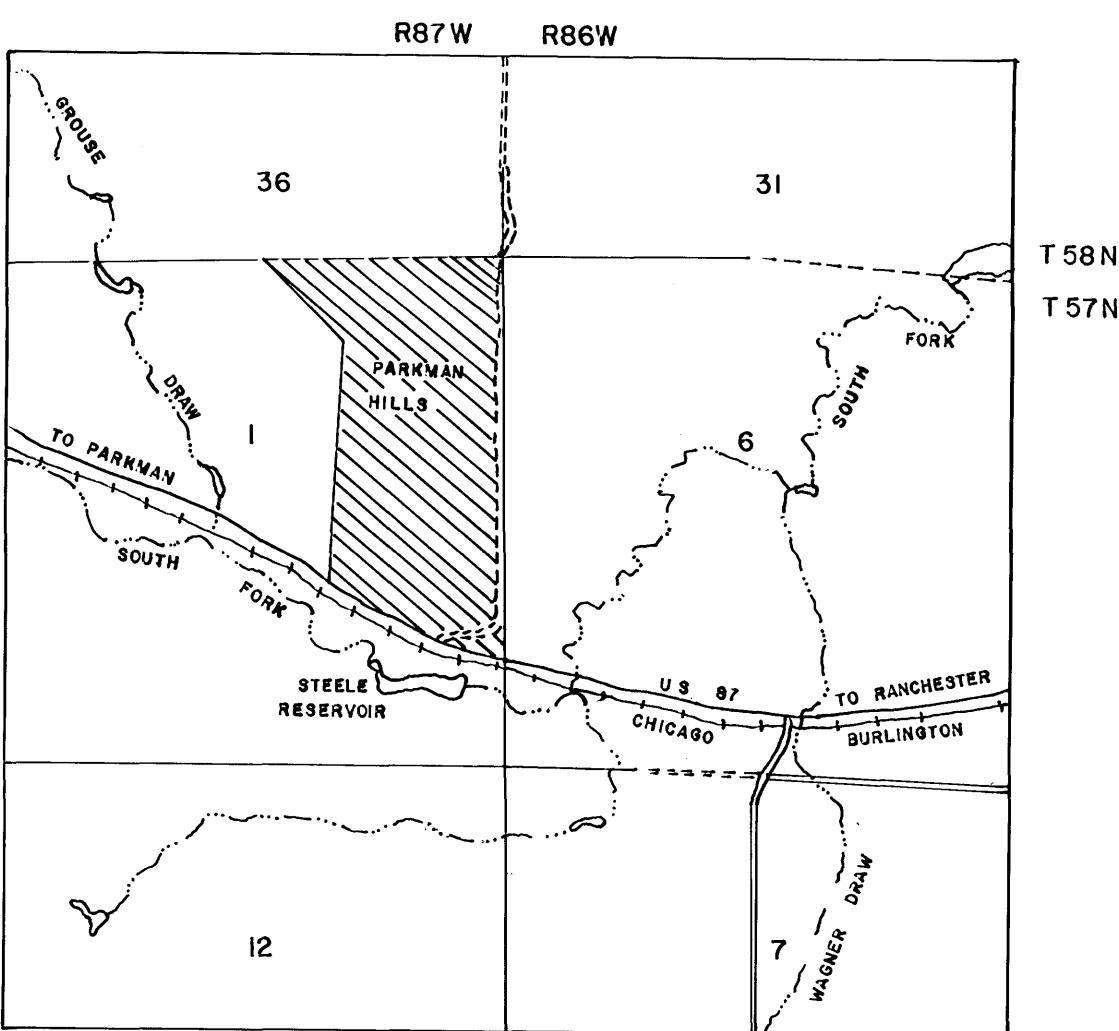 R87W R86W
GROUSE
36
31
T58N
T57N
FORK
PARKMAN
HILLS
SOUTH
DRAW
1
6
TO PARKMAN
SOUTH
FORK
STEELE
RESERVOIR
US 87
TO RANCHESTER
CHICAGO
BURLINGTON
WAGNER DRAW
12
7